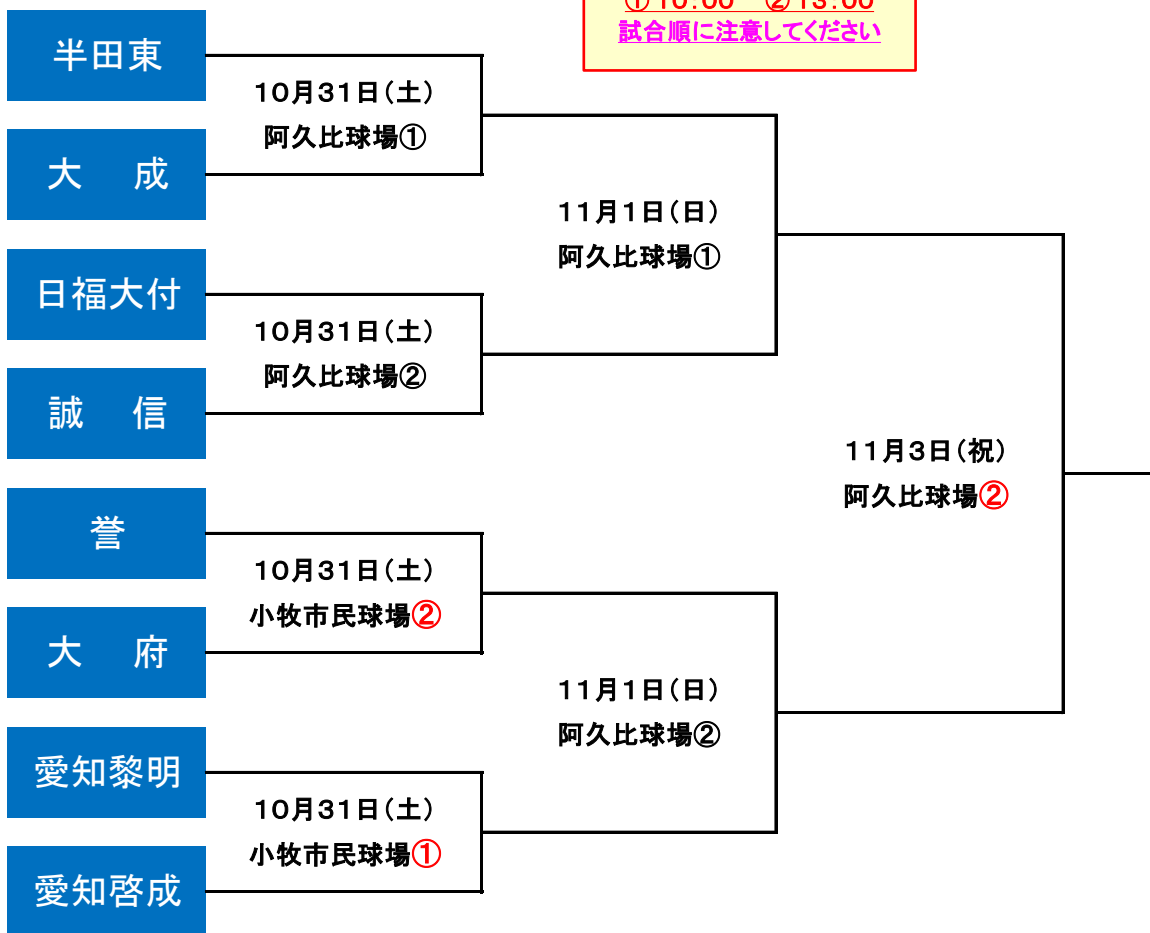 ①10：00　②13：00
試合順に注意してください
半田東
10月31日（土）
阿久比球場①
大　成
11月1日（日）
阿久比球場①
日福大付
10月31日（土）
阿久比球場②
誠　信
11月3日（祝）
阿久比球場②
誉
10月31日（土）
小牧市民球場②
大　府
11月1日（日）
阿久比球場②
愛知黎明
10月31日（土）
小牧市民球場①
愛知啓成